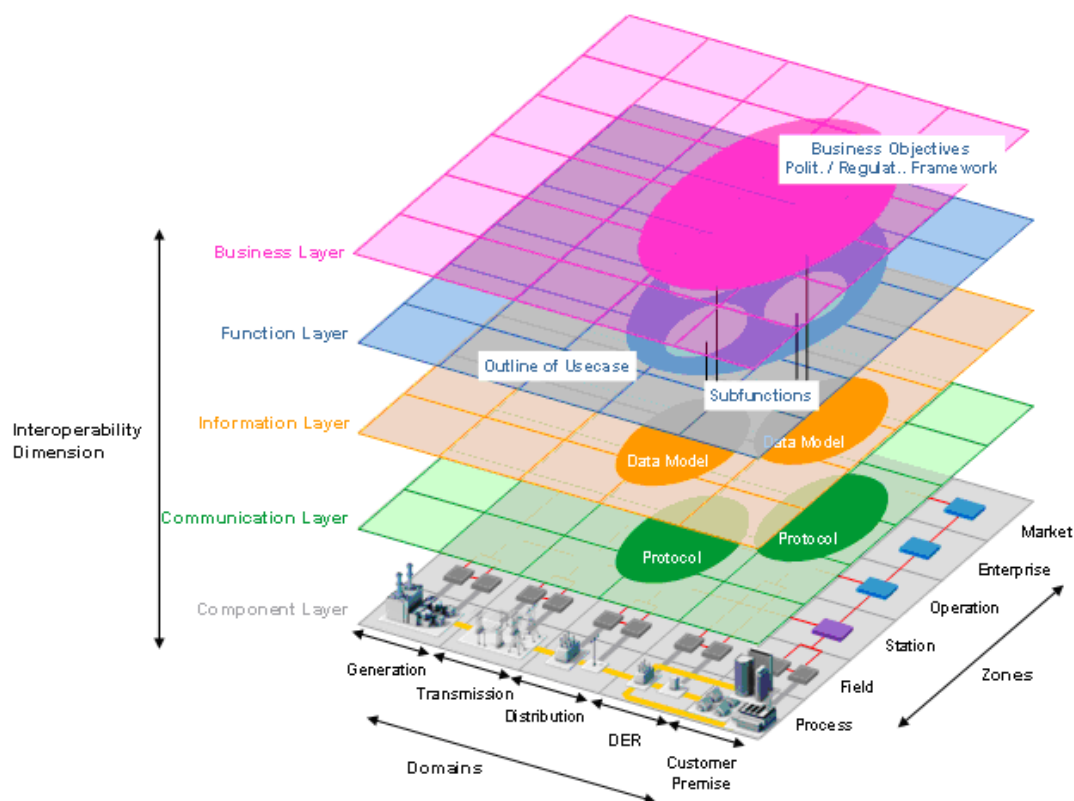 Business Objectives
Polit. / Regulat.. Framework
Business Layer
Function Layer
Outline of Usecase
Subfunctions
Interoperability
Dimension
Information Layer
Data Model
Data Model
Communication Layer
Protocol
Protocol
Component Layer
Market
Enterprise
Operation
Station
Field
Process
Zones
Generation
Transmission
Distribution
DER
Customer
Premise
Domains